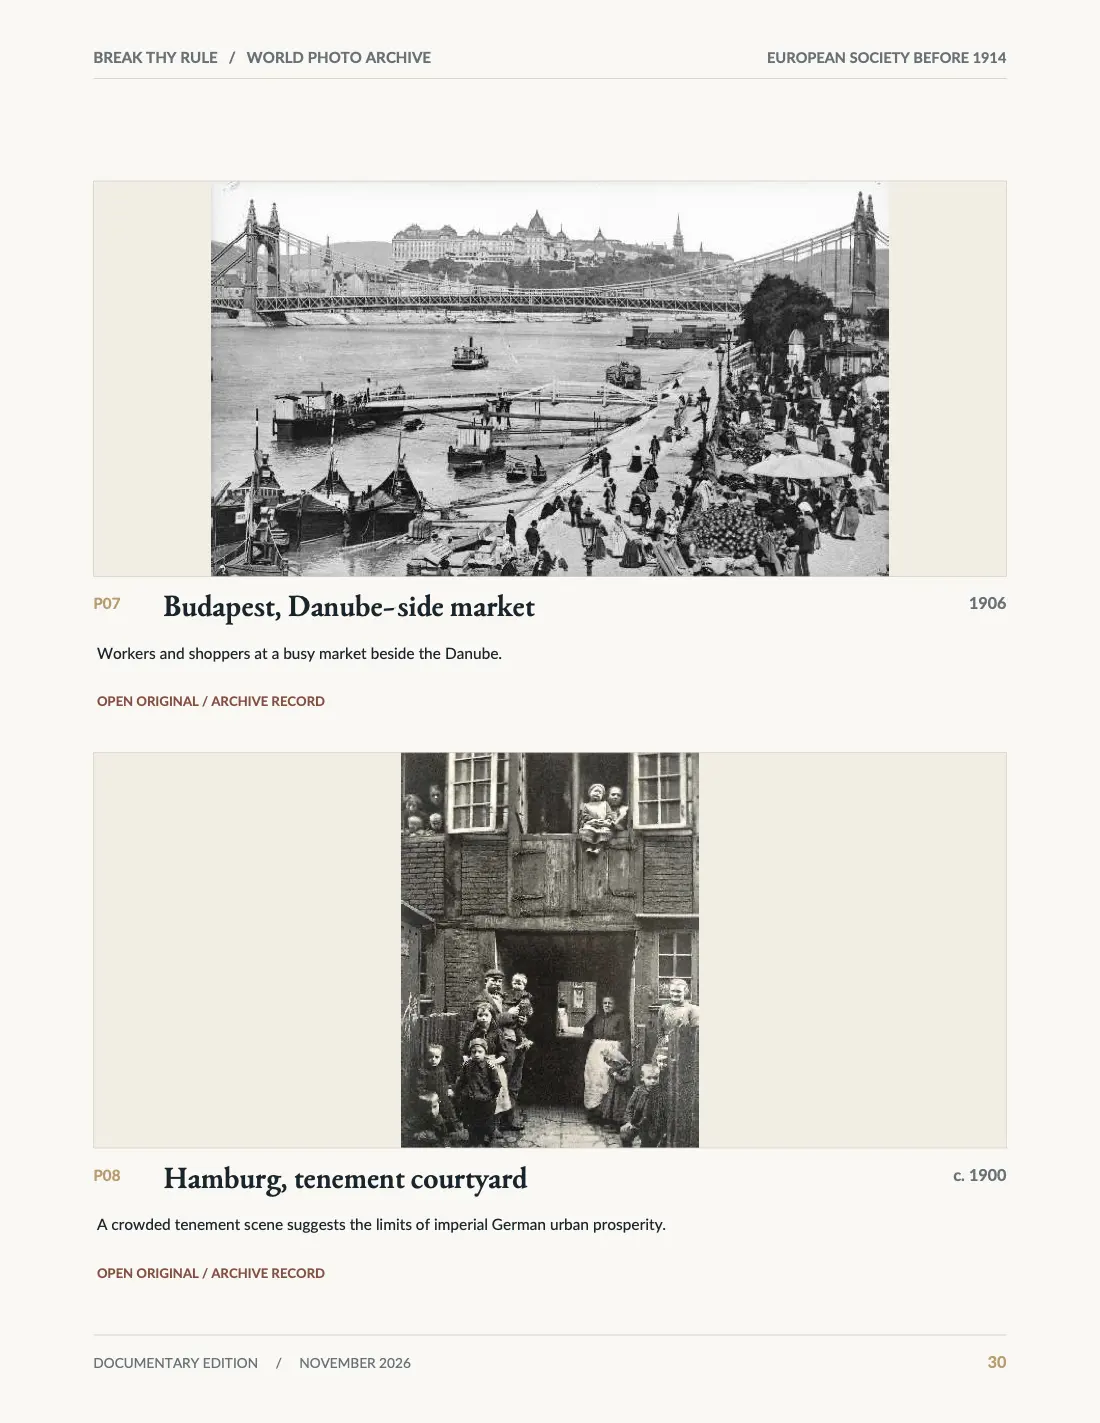 BREAK THY RULE / WORLD PHOTO ARCHIVE
EUROPEAN SOCIETY BEFORE 1914
P07 Budapest, Danube-side market 1906
Workers and shoppers at a busy market beside the Danube.
OPEN ORIGINAL / ARCHIVE RECORD
P08 Hamburg, tenement courtyard c. 1900
A crowded tenement scene suggests the limits of imperial German urban prosperity.
OPEN ORIGINAL / ARCHIVE RECORD
DOCUMENTARY EDITION / NOVEMBER 2026
30